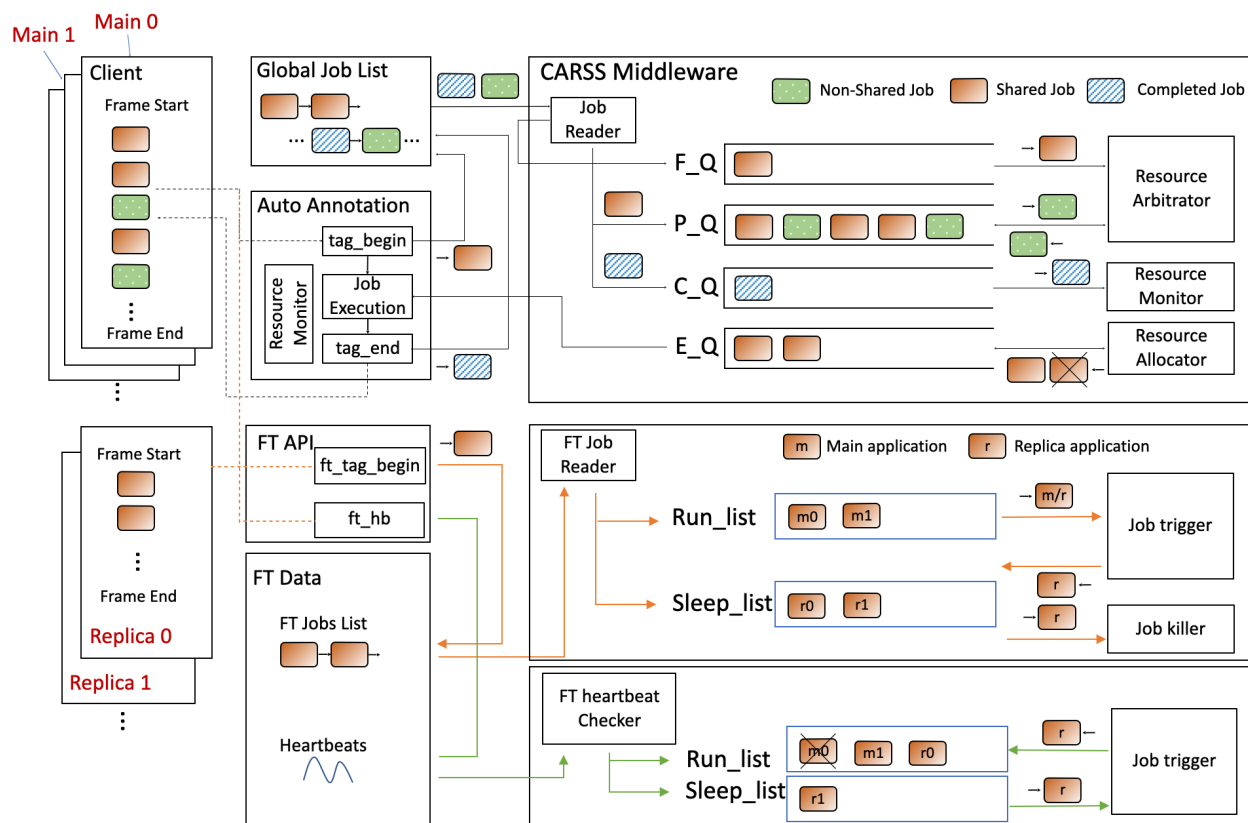 Main 0
Main 1
Client
Frame Start
...
Frame End
...
Global Job List
...
...
Auto Annotation
tag_begin
Job
Execution
tag_end
Resource
Monitor
CARSS Middleware
Non-Shared Job
Shared Job
Completed Job
Job
Reader
F_Q
P_Q
C_Q
E_Q
Resource
Arbitrator
Resource
Monitor
Resource
Allocator
Frame Start
...
Frame End
Replica 0
Replica 1
...
FT API
ft_tag_begin
ft_hb
FT Data
FT Jobs List
Heartbeats
FT Job
Reader
m Main application
r Replica application
Run_list
m0 m1
m/r
Job trigger
Sleep_list
r0 r1
r
r
Job killer
FT heartbeat
Checker
Run_list
m0 m1 r0
r
Job trigger
Sleep_list
r1
r